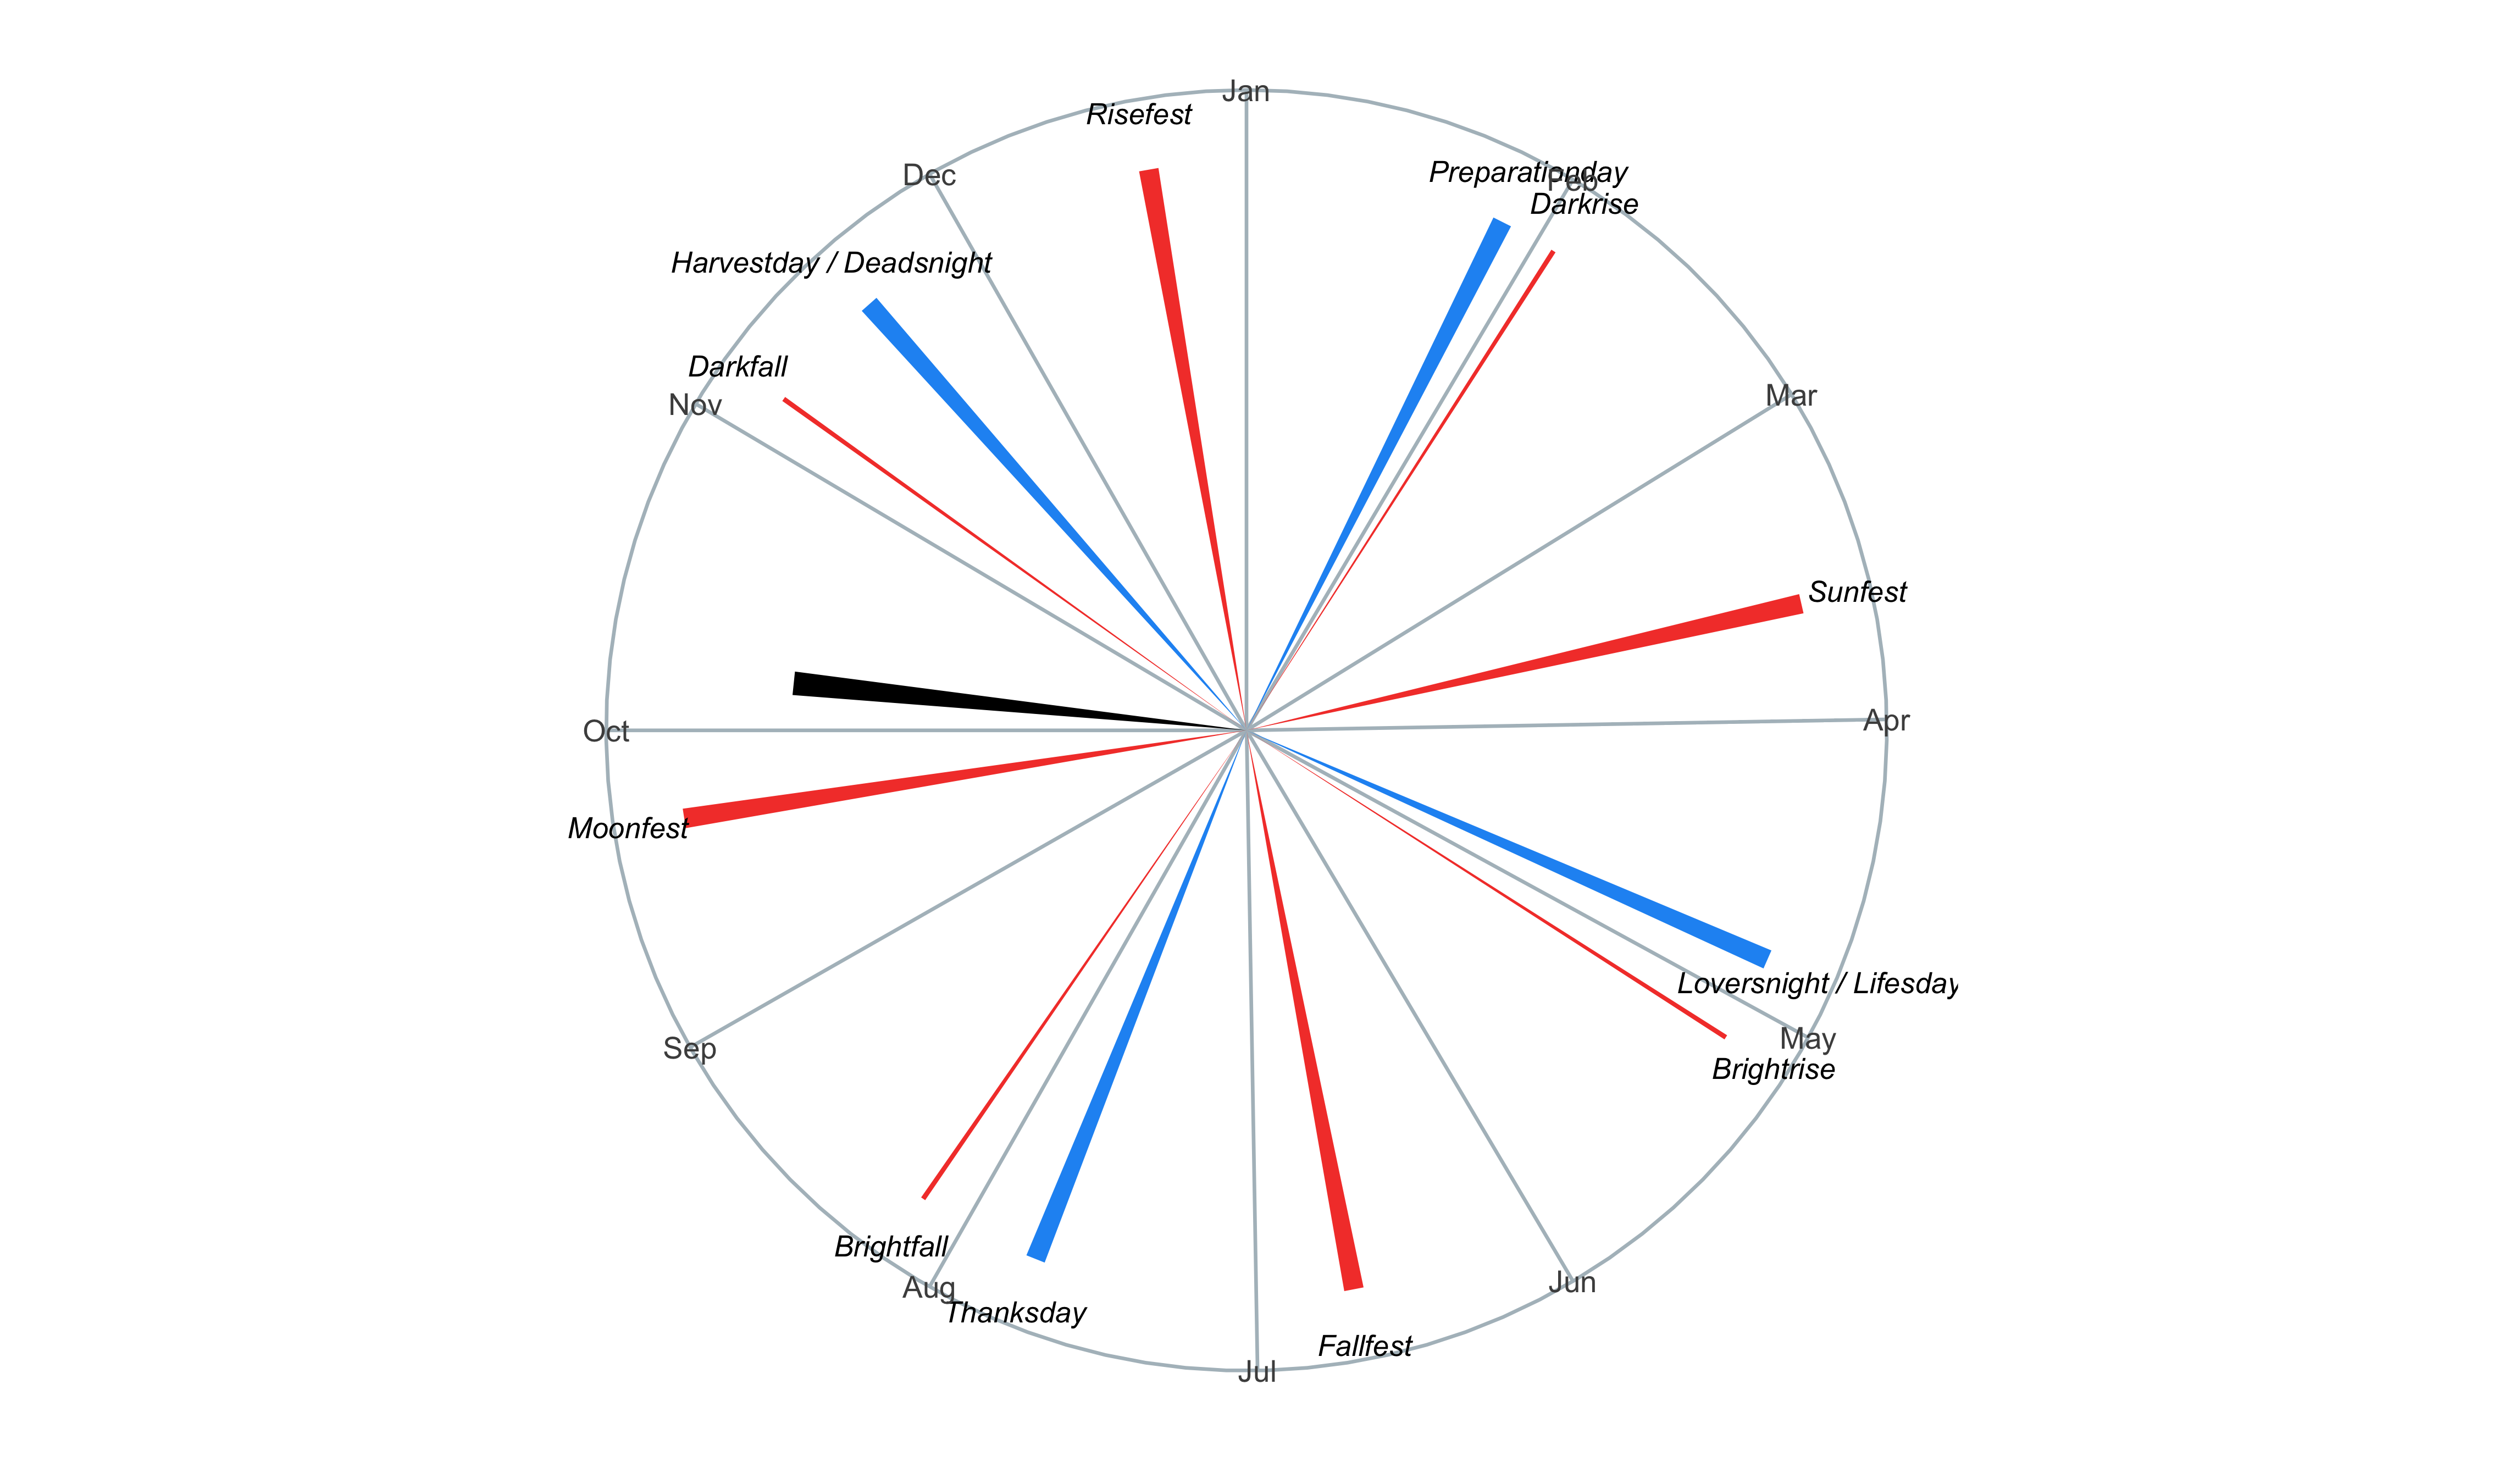 Jan
Risefest
Preparationday
Dec
Feb
Darkrise
Harvestday / Deadsnight
Darkfall
Mar
Nov
Sunfest
Oct
Apr
Moonfest
Loversnight / Lifesday
May
Sep
Brightrise
Brightfall
Aug
Jun
Thanksday
Fallfest
Jul